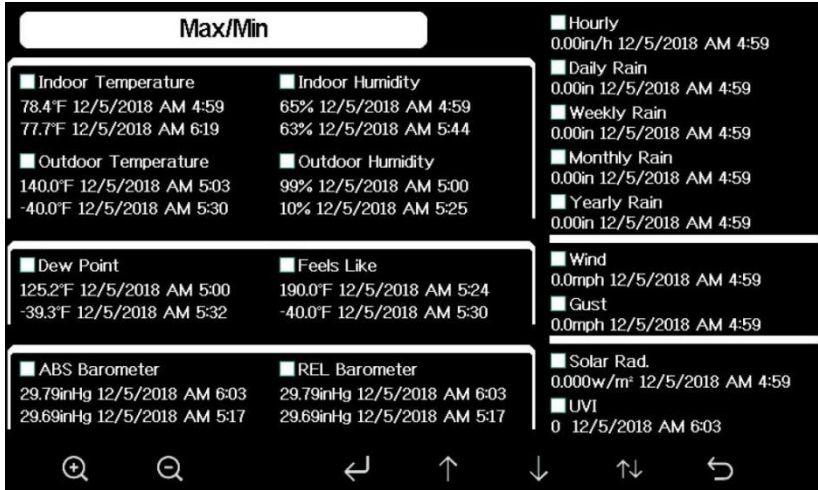 Max/Min
Indoor Temperature
78.4°F 12/5/2018 AM 4:59
77.7°F 12/5/2018 AM 6:19
Indoor Humidity
65% 12/5/2018 AM 4:59
63% 12/5/2018 AM 5:44
Outdoor Temperature
140.0°F 12/5/2018 AM 5:03
-40.0°F 12/5/2018 AM 5:30
Outdoor Humidity
99% 12/5/2018 AM 5:00
10% 12/5/2018 AM 5:25
Dew Point
125.2°F 12/5/2018 AM 5:00
-39.3°F 12/5/2018 AM 5:32
Feels Like
190.0°F 12/5/2018 AM 5:24
-40.0°F 12/5/2018 AM 5:30
ABS Barometer
29.79inHg 12/5/2018 AM 6:03
29.69inHg 12/5/2018 AM 5:17
REL Barometer
29.79inHg 12/5/2018 AM 6:03
29.69inHg 12/5/2018 AM 5:17
Hourly
0.00in/h 12/5/2018 AM 4:59
Daily Rain
0.00in 12/5/2018 AM 4:59
Weekly Rain
0.00in 12/5/2018 AM 4:59
Monthly Rain
0.00in 12/5/2018 AM 4:59
Yearly Rain
0.00in 12/5/2018 AM 4:59
Wind
0.0mph 12/5/2018 AM 4:59
Gust
0.0mph 12/5/2018 AM 4:59
Solar Rad.
0.000w/m² 12/5/2018 AM 4:59
UVI
0 12/5/2018 AM 6:03